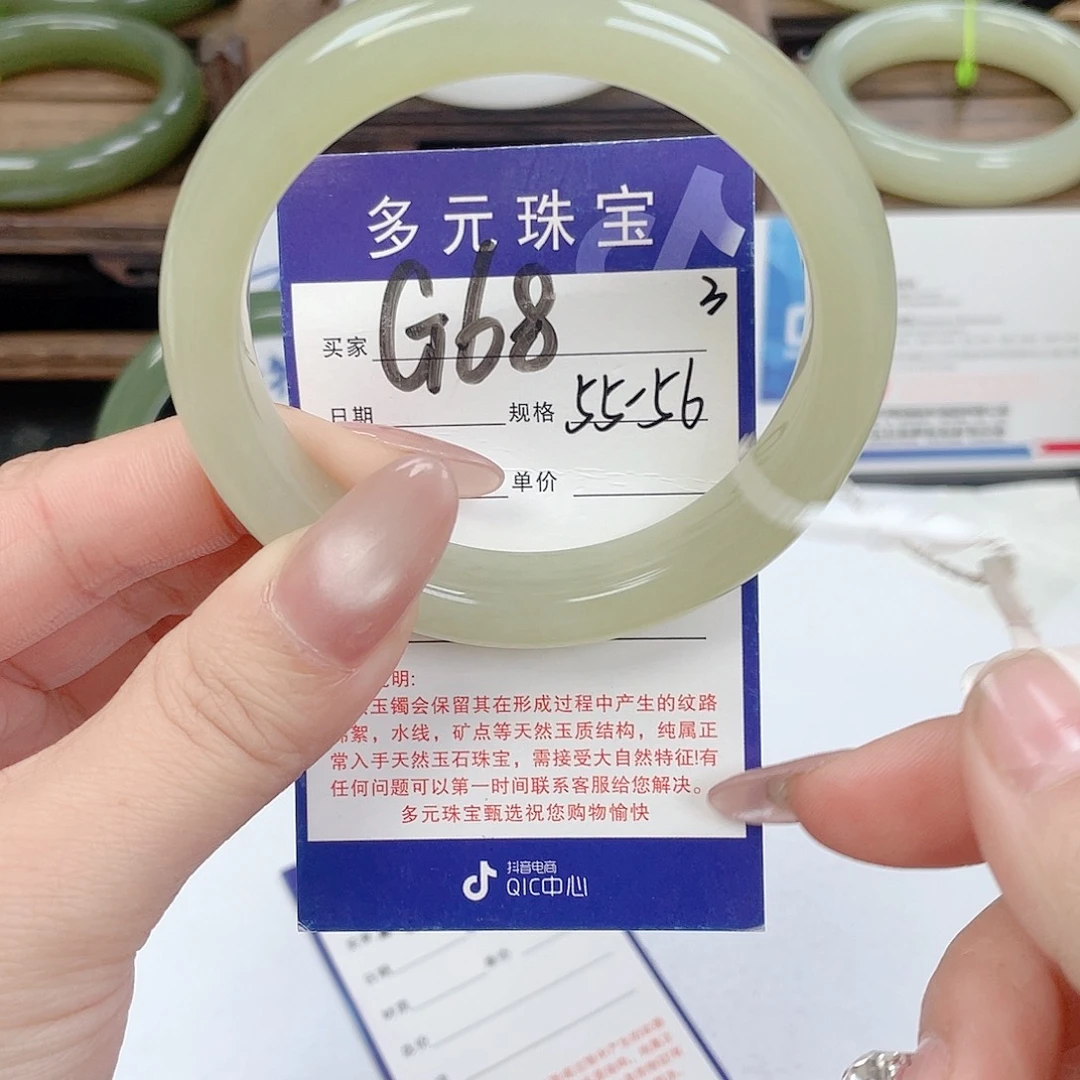 多元珠宝
3
买家 G68
日期 规格 55-56
单价
明:
玉镯会保留其在形成过程中产生的纹路
絮，水线，矿点等天然玉质结构，纯属正
常入手天然玉石珠宝，需接受大自然特征!有
任何问题可以第一时间联系客服给您解决。
多元珠宝甄选祝您购物愉快
抖音电商
QIC中心